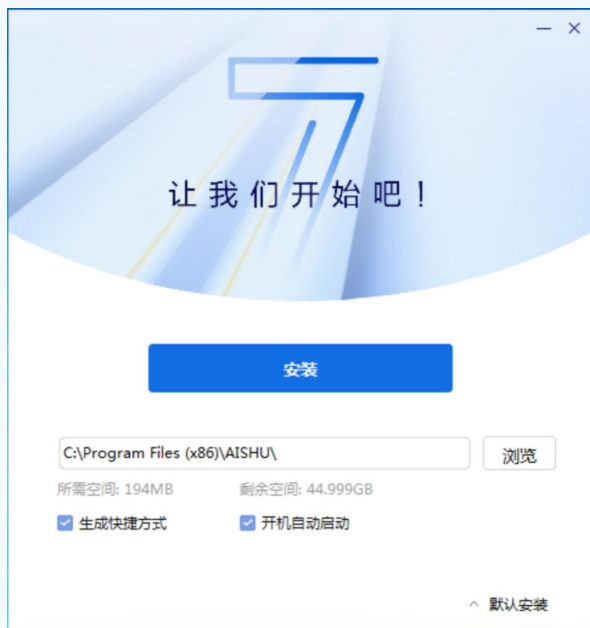 让我们开始吧！
安装
C:\Program Files (x86)\AISHU\
浏览
所需空间: 194MB
剩余空间: 44.999GB
生成快捷方式
开机自动启动
默认安装